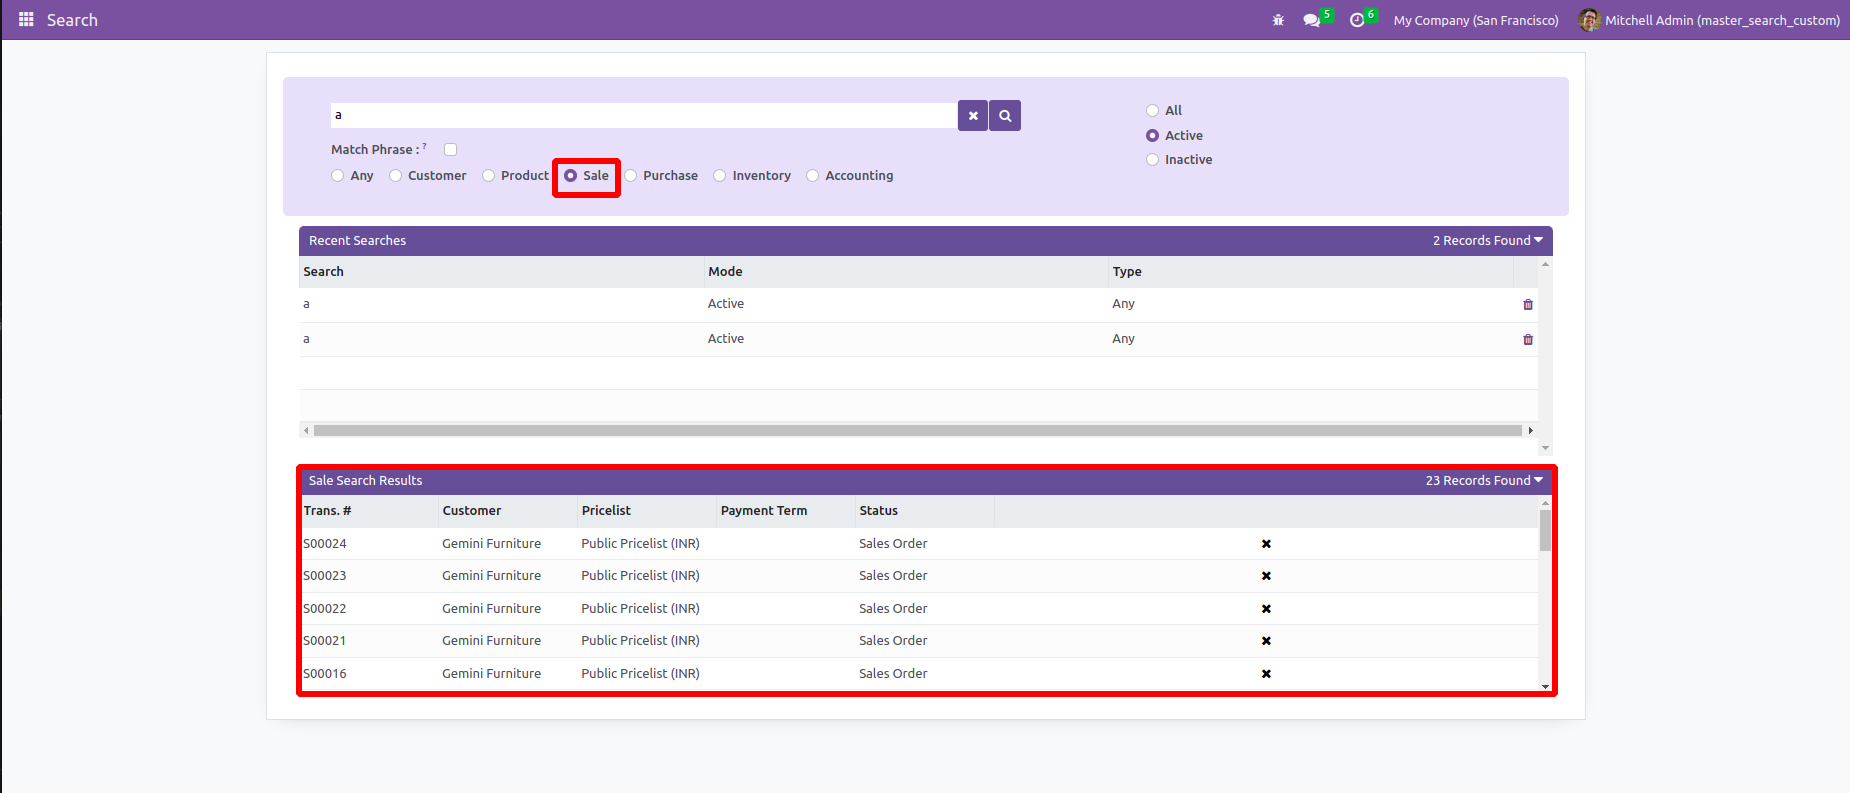 Search 5 6 My Company (San Francisco) Mitchell Admin (master_search_custom)
a
All
Active
Inactive
Match Phrase : ?
Any Customer Product Sale Purchase Inventory Accounting
Recent Searches 2 Records Found
Search Mode Type
a Active Any
a Active Any
Sale Search Results 23 Records Found
Trans. # Customer Pricelist Payment Term Status
S00024 Gemini Furniture Public Pricelist (INR) Sales Order
S00023 Gemini Furniture Public Pricelist (INR) Sales Order
S00022 Gemini Furniture Public Pricelist (INR) Sales Order
S00021 Gemini Furniture Public Pricelist (INR) Sales Order
S00016 Gemini Furniture Public Pricelist (INR) Sales Order